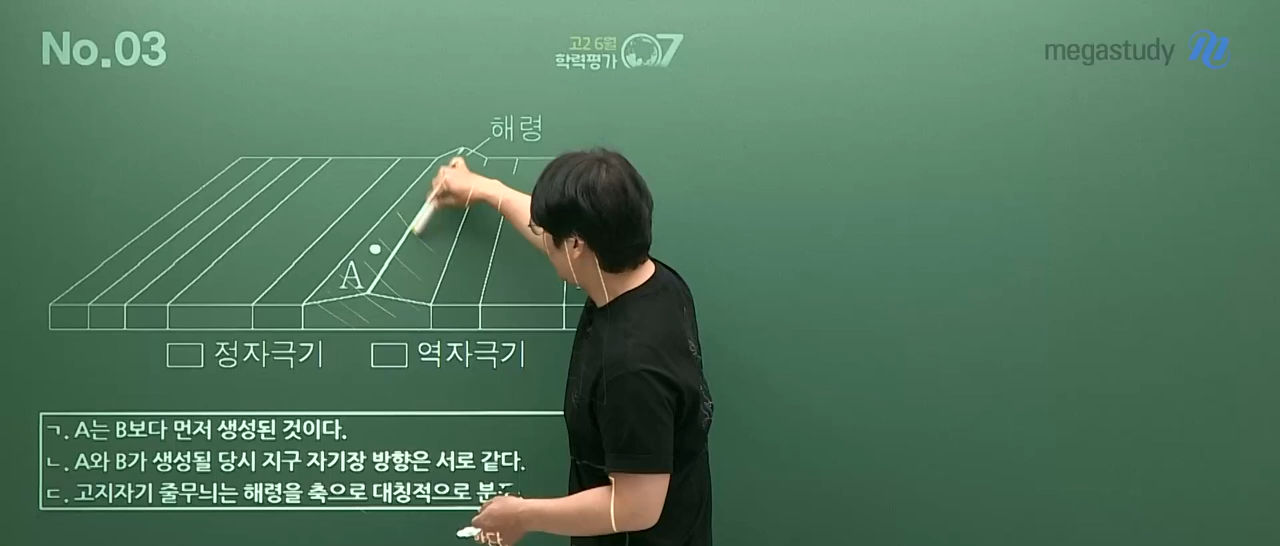 No.03
고2 6월
학력평가 07
megastudy
해령
A
정자극기
역자극기
ㄱ. A는 B보다 먼저 생성된 것이다.
ㄴ. A와 B가 생성될 당시 지구 자기장 방향은 서로 같다.
ㄷ. 고지자기 줄무늬는 해령을 축으로 대칭적으로